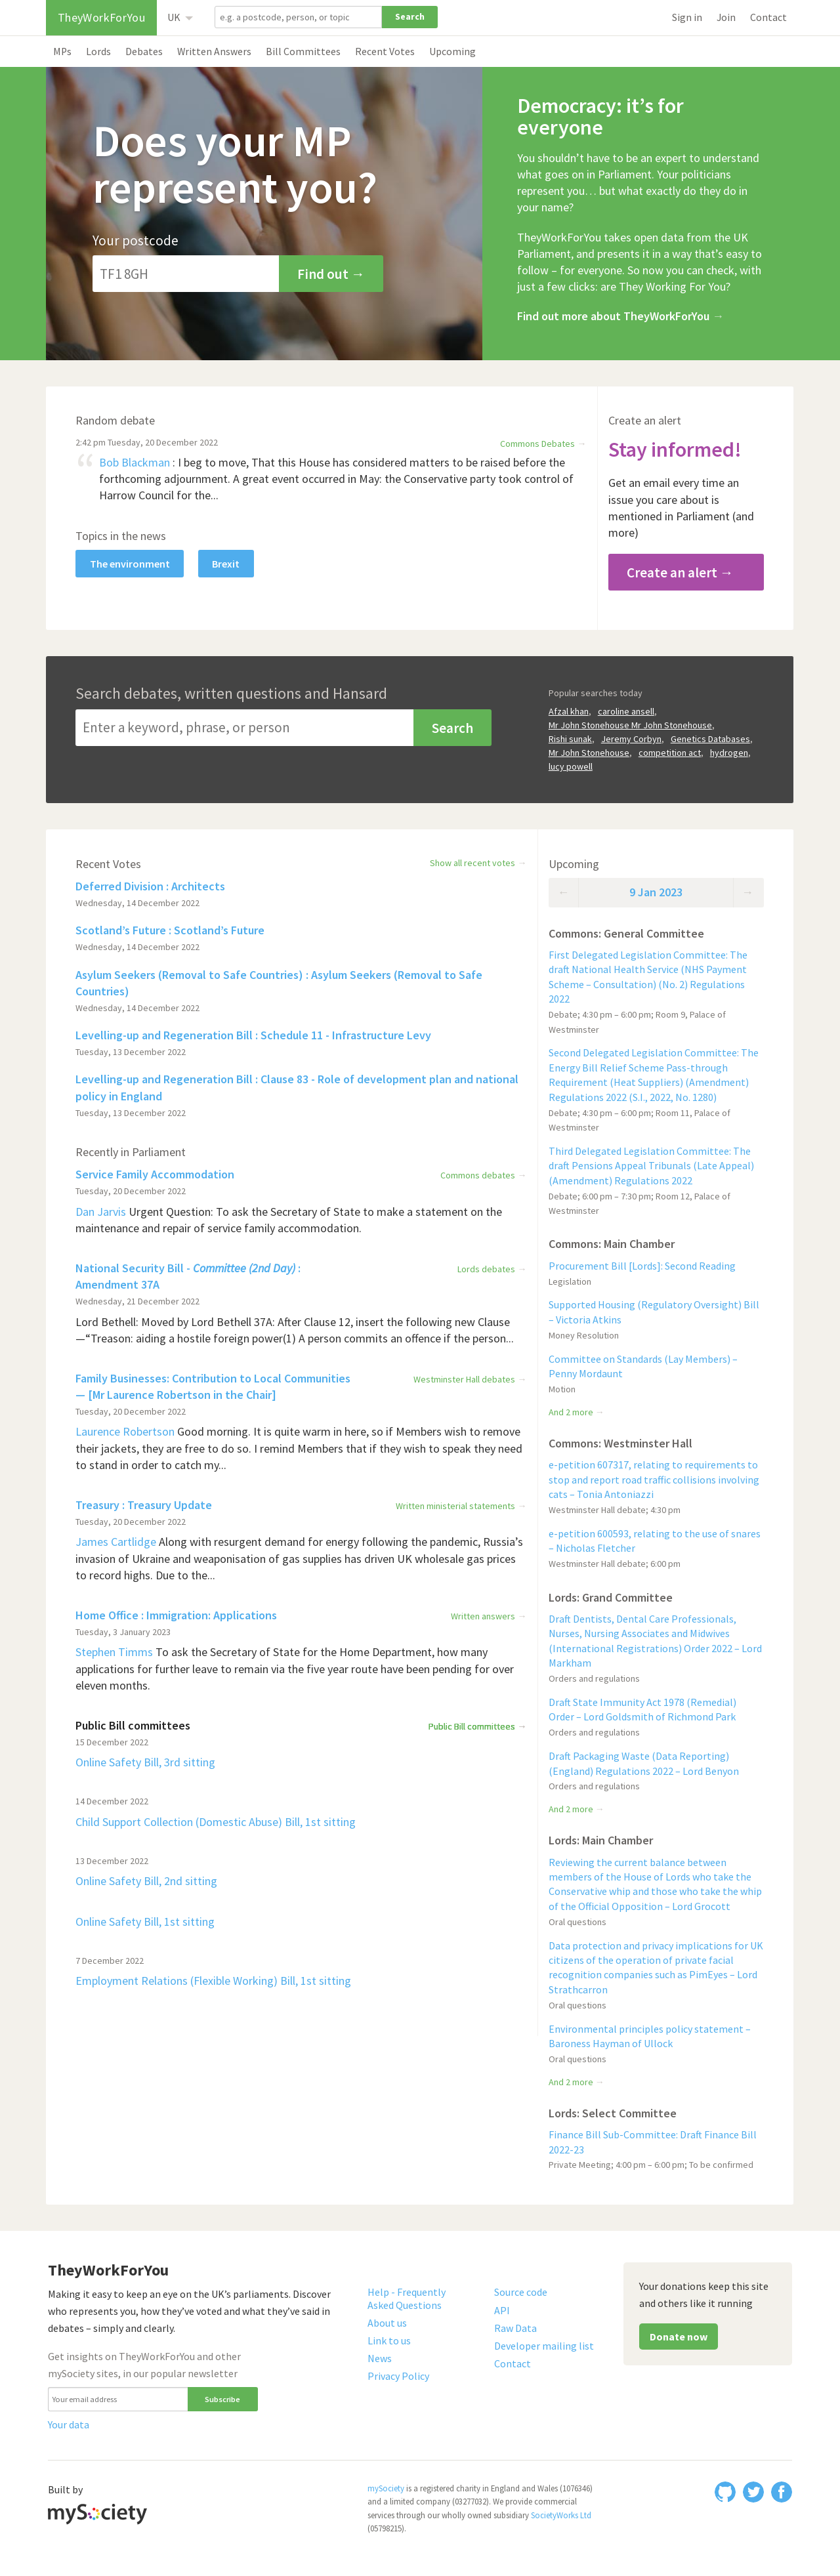 TheyWorkForYou
UK
e.g. a postcode, person, or topic
Search
Sign in
Join
Contact
MPs
Lords
Debates
Written Answers
Bill Committees
Recent Votes
Upcoming
Does your MP
represent you?
Your postcode
TF1 8GH
Find out →
Democracy: it’s for
everyone
You shouldn’t have to be an expert to understand
what goes on in Parliament. Your politicians
represent you… but what exactly do they do in
your name?
TheyWorkForYou takes open data from the UK
Parliament, and presents it in a way that’s easy to
follow – for everyone. So now you can check, with
just a few clicks: are They Working For You?
Find out more about TheyWorkForYou →
Random debate
2:42 pm Tuesday, 20 December 2022
Commons Debates →
“ Bob Blackman : I beg to move, That this House has considered matters to be raised before the
forthcoming adjournment. A great event occurred in May: the Conservative party took control of
Harrow Council for the...
Topics in the news
The environment
Brexit
Create an alert
Stay informed!
Get an email every time an
issue you care about is
mentioned in Parliament (and
more)
Create an alert →
Search debates, written questions and Hansard
Enter a keyword, phrase, or person
Search
Popular searches today
Afzal khan, caroline ansell,
Mr John Stonehouse Mr John Stonehouse,
Rishi sunak, Jeremy Corbyn, Genetics Databases,
Mr John Stonehouse, competition act, hydrogen,
lucy powell
Recent Votes
Show all recent votes →
Deferred Division : Architects
Wednesday, 14 December 2022
Scotland’s Future : Scotland’s Future
Wednesday, 14 December 2022
Asylum Seekers (Removal to Safe Countries) : Asylum Seekers (Removal to Safe
Countries)
Wednesday, 14 December 2022
Levelling-up and Regeneration Bill : Schedule 11 - Infrastructure Levy
Tuesday, 13 December 2022
Levelling-up and Regeneration Bill : Clause 83 - Role of development plan and national
policy in England
Tuesday, 13 December 2022
Recently in Parliament
Service Family Accommodation
Commons debates →
Tuesday, 20 December 2022
Dan Jarvis Urgent Question: To ask the Secretary of State to make a statement on the
maintenance and repair of service family accommodation.
National Security Bill - Committee (2nd Day) :
Amendment 37A
Lords debates →
Wednesday, 21 December 2022
Lord Bethell: Moved by Lord Bethell 37A: After Clause 12, insert the following new Clause
—“Treason: aiding a hostile foreign power(1) A person commits an offence if the person...
Family Businesses: Contribution to Local Communities
— [Mr Laurence Robertson in the Chair]
Westminster Hall debates →
Tuesday, 20 December 2022
Laurence Robertson Good morning. It is quite warm in here, so if Members wish to remove
their jackets, they are free to do so. I remind Members that if they wish to speak they need
to stand in order to catch my...
Treasury : Treasury Update
Written ministerial statements →
Tuesday, 20 December 2022
James Cartlidge Along with resurgent demand for energy following the pandemic, Russia’s
invasion of Ukraine and weaponisation of gas supplies has driven UK wholesale gas prices
to record highs. Due to the...
Home Office : Immigration: Applications
Written answers →
Tuesday, 3 January 2023
Stephen Timms To ask the Secretary of State for the Home Department, how many
applications for further leave to remain via the five year route have been pending for over
eleven months.
Public Bill committees
Public Bill committees →
15 December 2022
Online Safety Bill, 3rd sitting
14 December 2022
Child Support Collection (Domestic Abuse) Bill, 1st sitting
13 December 2022
Online Safety Bill, 2nd sitting
Online Safety Bill, 1st sitting
7 December 2022
Employment Relations (Flexible Working) Bill, 1st sitting
Upcoming
← 9 Jan 2023 →
Commons: General Committee
First Delegated Legislation Committee: The
draft National Health Service (NHS Payment
Scheme – Consultation) (No. 2) Regulations
2022
Debate; 4:30 pm – 6:00 pm; Room 9, Palace of
Westminster
Second Delegated Legislation Committee: The
Energy Bill Relief Scheme Pass-through
Requirement (Heat Suppliers) (Amendment)
Regulations 2022 (S.I., 2022, No. 1280)
Debate; 4:30 pm – 6:00 pm; Room 11, Palace of
Westminster
Third Delegated Legislation Committee: The
draft Pensions Appeal Tribunals (Late Appeal)
(Amendment) Regulations 2022
Debate; 6:00 pm – 7:30 pm; Room 12, Palace of
Westminster
Commons: Main Chamber
Procurement Bill [Lords]: Second Reading
Legislation
Supported Housing (Regulatory Oversight) Bill
– Victoria Atkins
Money Resolution
Committee on Standards (Lay Members) –
Penny Mordaunt
Motion
And 2 more →
Commons: Westminster Hall
e-petition 607317, relating to requirements to
stop and report road traffic collisions involving
cats – Tonia Antoniazzi
Westminster Hall debate; 4:30 pm
e-petition 600593, relating to the use of snares
– Nicholas Fletcher
Westminster Hall debate; 6:00 pm
Lords: Grand Committee
Draft Dentists, Dental Care Professionals,
Nurses, Nursing Associates and Midwives
(International Registrations) Order 2022 – Lord
Markham
Orders and regulations
Draft State Immunity Act 1978 (Remedial)
Order – Lord Goldsmith of Richmond Park
Orders and regulations
Draft Packaging Waste (Data Reporting)
(England) Regulations 2022 – Lord Benyon
Orders and regulations
And 2 more →
Lords: Main Chamber
Reviewing the current balance between
members of the House of Lords who take the
Conservative whip and those who take the whip
of the Official Opposition – Lord Grocott
Oral questions
Data protection and privacy implications for UK
citizens of the operation of private facial
recognition companies such as PimEyes – Lord
Strathcarron
Oral questions
Environmental principles policy statement –
Baroness Hayman of Ullock
Oral questions
And 2 more →
Lords: Select Committee
Finance Bill Sub-Committee: Draft Finance Bill
2022-23
Private Meeting; 4:00 pm – 6:00 pm; To be confirmed
TheyWorkForYou
Making it easy to keep an eye on the UK’s parliaments. Discover
who represents you, how they’ve voted and what they’ve said in
debates – simply and clearly.
Get insights on TheyWorkForYou and other
mySociety sites, in our popular newsletter
Your email address
Subscribe
Your data
Help - Frequently
Asked Questions
About us
Link to us
News
Privacy Policy
Source code
API
Raw Data
Developer mailing list
Contact
Your donations keep this site
and others like it running
Donate now
Built by
mySociety
mySociety is a registered charity in England and Wales (1076346)
and a limited company (03277032). We provide commercial
services through our wholly owned subsidiary SocietyWorks Ltd
(05798215).